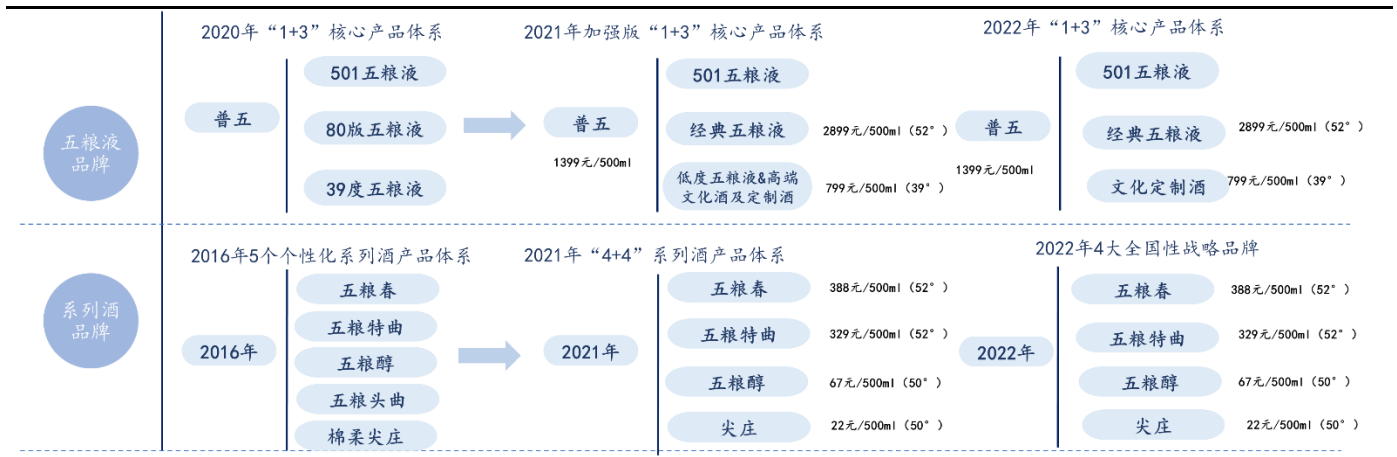 2020年“1+3”核心产品体系
2021年加强版“1+3”核心产品体系
2022年“1+3”核心产品体系
五粮液
品牌
普五
501五粮液
80版五粮液
39度五粮液
普五
1399元/500ml
501五粮液
经典五粮液
2899元/500ml（52°）
低度五粮液&高端
文化酒及定制酒
799元/500ml（39°）
普五
1399元/500ml
501五粮液
经典五粮液
2899元/500ml（52°）
文化定制酒
799元/500ml（39°）
2016年5个个性化系列酒产品体系
2021年“4+4”系列酒产品体系
2022年4大全国性战略品牌
系列酒
品牌
2016年
五粮春
五粮特曲
五粮醇
五粮头曲
棉柔尖庄
2021年
五粮春
388元/500ml（52°）
五粮特曲
329元/500ml（52°）
五粮醇
67元/500ml（50°）
尖庄
22元/500ml（50°）
2022年
五粮春
388元/500ml（52°）
五粮特曲
329元/500ml（52°）
五粮醇
67元/500ml（50°）
尖庄
22元/500ml（50°）